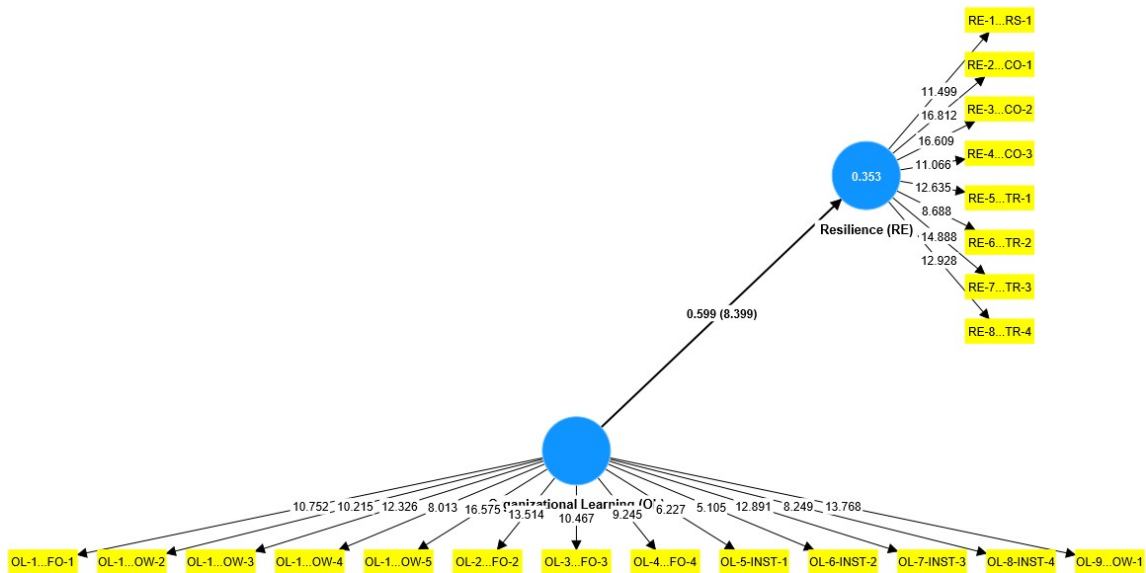 RE-1...RS-1
RE-2...CO-1
11.499
16.812
RE-3...CO-2
16.609
RE-4...CO-3
11.066
0.353
12.635
RE-5...TR-1
8.688
Resilience (RE)
14.888
RE-6...TR-2
12.928
RE-7...TR-3
0.599 (8.399)
RE-8...TR-4
Organizational Learning (OL)
10.752 10.215 12.326 8.013 16.575 13.514 10.467 9.245 6.227 5.105 12.891 8.249 13.768
OL-1...FO-1 OL-1...OW-2 OL-1...OW-3 OL-1...OW-4 OL-1...OW-5 OL-2...FO-2 OL-3...FO-3 OL-4...FO-4 OL-5-INST-1 OL-6-INST-2 OL-7-INST-3 OL-8-INST-4 OL-9...OW-1